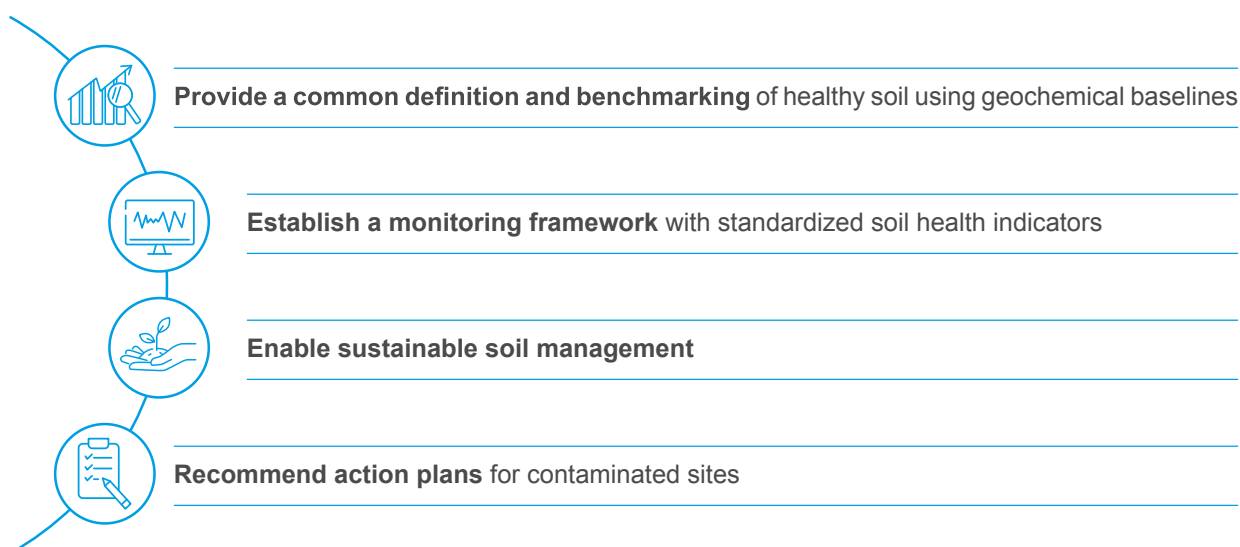 Provide a common definition and benchmarking of healthy soil using geochemical baselines
Establish a monitoring framework with standardized soil health indicators
Enable sustainable soil management
Recommend action plans for contaminated sites